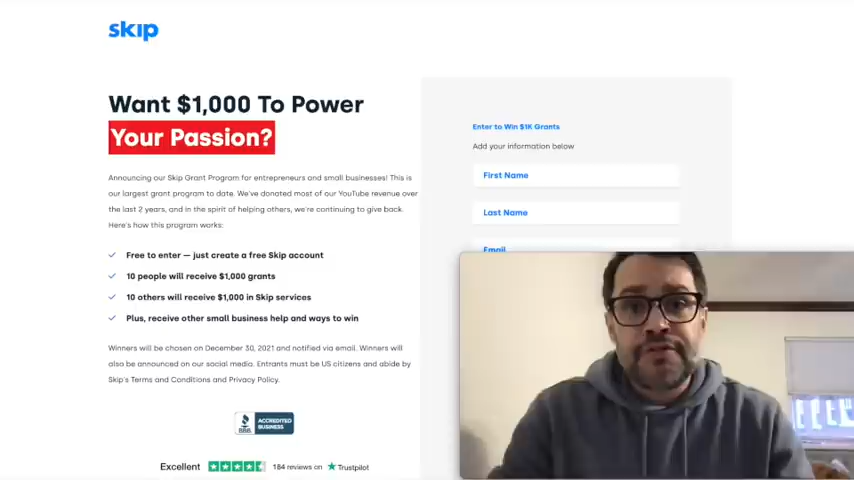 skip
Want $1,000 To Power
Your Passion?
Announcing our Skip Grant Program for entrepreneurs and small businesses! This is
our largest grant program to date. We've donated most of our YouTube revenue over
the last 2 years, and in the spirit of helping others, we're continuing to give back.
Here's how this program works:
Free to enter — just create a free Skip account
10 people will receive $1,000 grants
10 others will receive $1,000 in Skip services
Plus, receive other small business help and ways to win
Winners will be chosen on December 30, 2021 and notified via email. Winners will
also be announced on our social media. Entrants must be US citizens and abide by
Skip's Terms and Conditions and Privacy Policy.
BBB
ACCREDITED
BUSINESS
Excellent 184 reviews on Trustpilot
Enter to Win $1K Grants
Add your information below
First Name
Last Name
Email